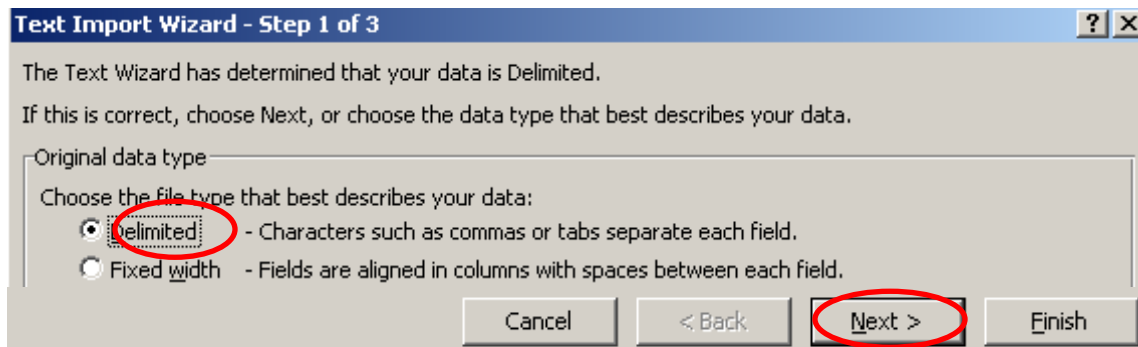 Text Import Wizard - Step 1 of 3 ? X
The Text Wizard has determined that your data is Delimited.
If this is correct, choose Next, or choose the data type that best describes your data.
Original data type
Choose the file type that best describes your data:
Delimited - Characters such as commas or tabs separate each field.
Fixed width - Fields are aligned in columns with spaces between each field.
Cancel < Back Next > Finish